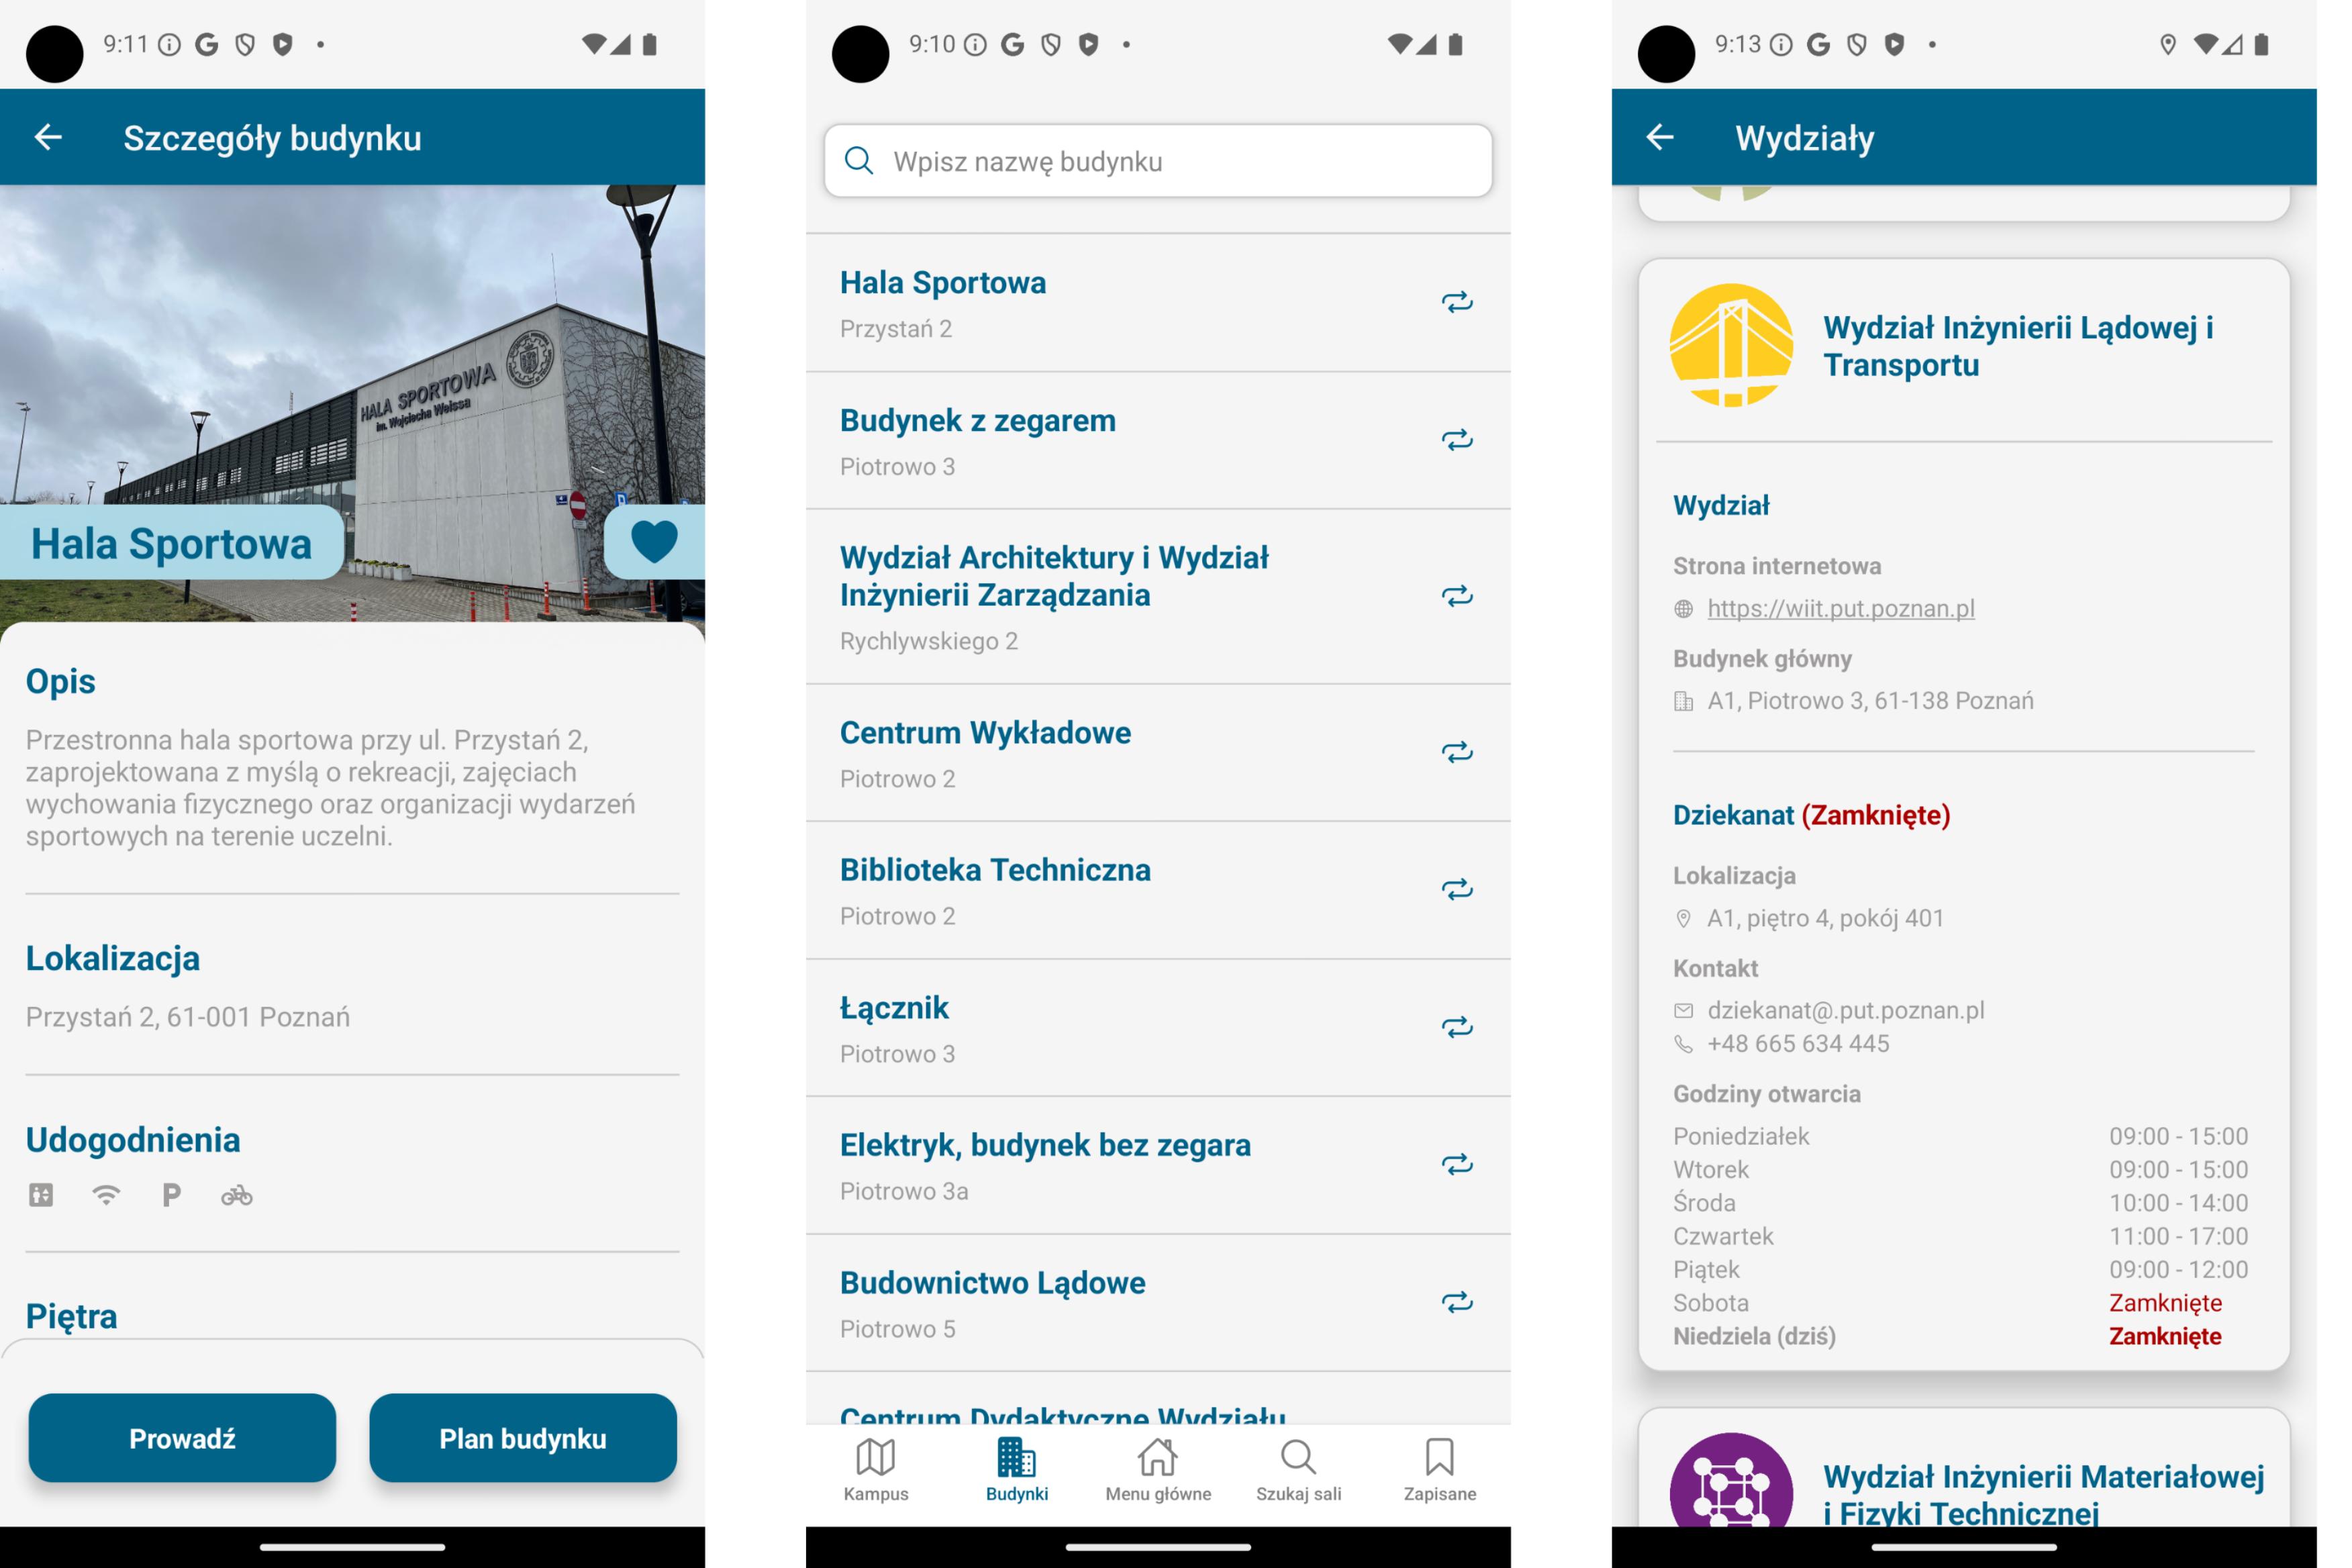 9:11
Szczegóły budynku
HALA SPORTOWA
im. Wojciecha Weissa
Hala Sportowa
Opis
Przestronna hala sportowa przy ul. Przystań 2,
zaprojektowana z myślą o rekreacji, zajęciach
wychowania fizycznego oraz organizacji wydarzeń
sportowych na terenie uczelni.
Lokalizacja
Przystań 2, 61-001 Poznań
Udogodnienia
P
Piętra
Prowadź
Plan budynku
9:10
Wpisz nazwę budynku
Hala Sportowa
Przystań 2
Budynek z zegarem
Piotrowo 3
Wydział Architektury i Wydział
Inżynierii Zarządzania
Rychlywskiego 2
Centrum Wykładowe
Piotrowo 2
Biblioteka Techniczna
Piotrowo 2
Łącznik
Piotrowo 3
Elektryk, budynek bez zegara
Piotrowo 3a
Budownictwo Lądowe
Piotrowo 5
Centrum Dydaktyczne Wydziału
Kampus
Budynki
Menu główne
Szukaj sali
Zapisane
9:13
Wydziały
Wydział Inżynierii Lądowej i
Transportu
Wydział
Strona internetowa
https://wiit.put.poznan.pl
Budynek główny
A1, Piotrowo 3, 61-138 Poznań
Dziekanat (Zamknięte)
Lokalizacja
A1, piętro 4, pokój 401
Kontakt
dziekanat@.put.poznan.pl
+48 665 634 445
Godziny otwarcia
Poniedziałek 09:00 - 15:00
Wtorek 09:00 - 15:00
Środa 10:00 - 14:00
Czwartek 11:00 - 17:00
Piątek 09:00 - 12:00
Sobota Zamknięte
Niedziela (dziś) Zamknięte
Wydział Inżynierii Materiałowej
i Fizyki Technicznej